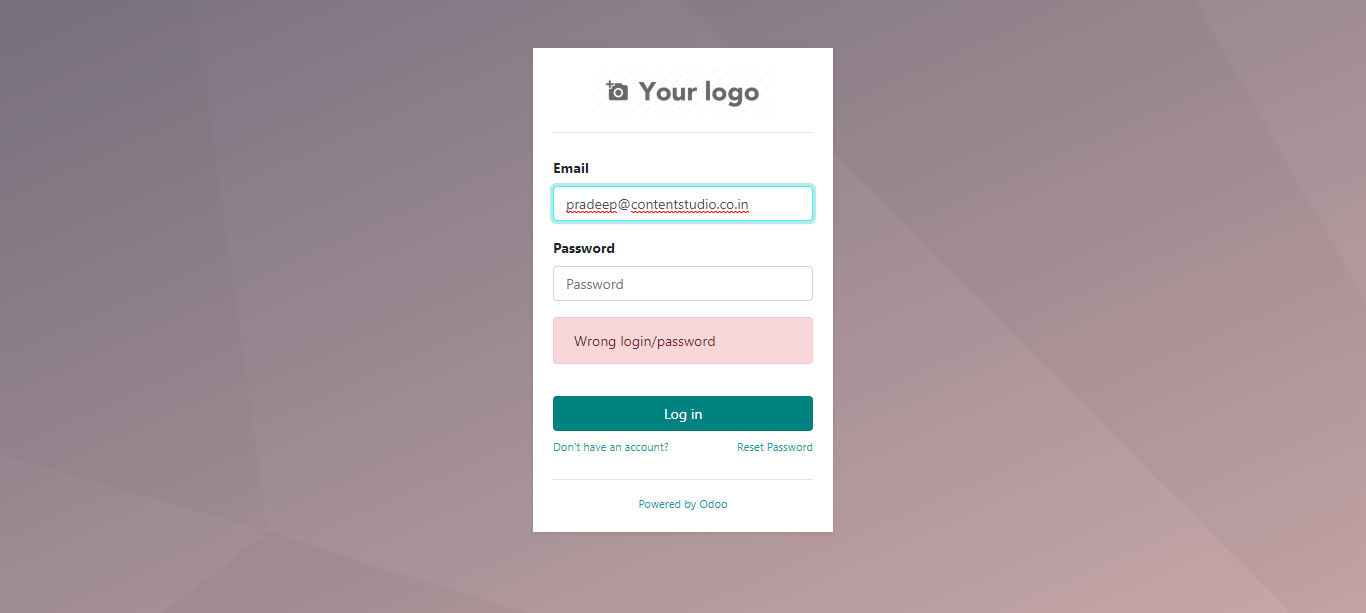 Your logo
Email
pradeep@contentstudio.co.in
Password
Password
Wrong login/password
Log in
Don't have an account? Reset Password
Powered by Odoo